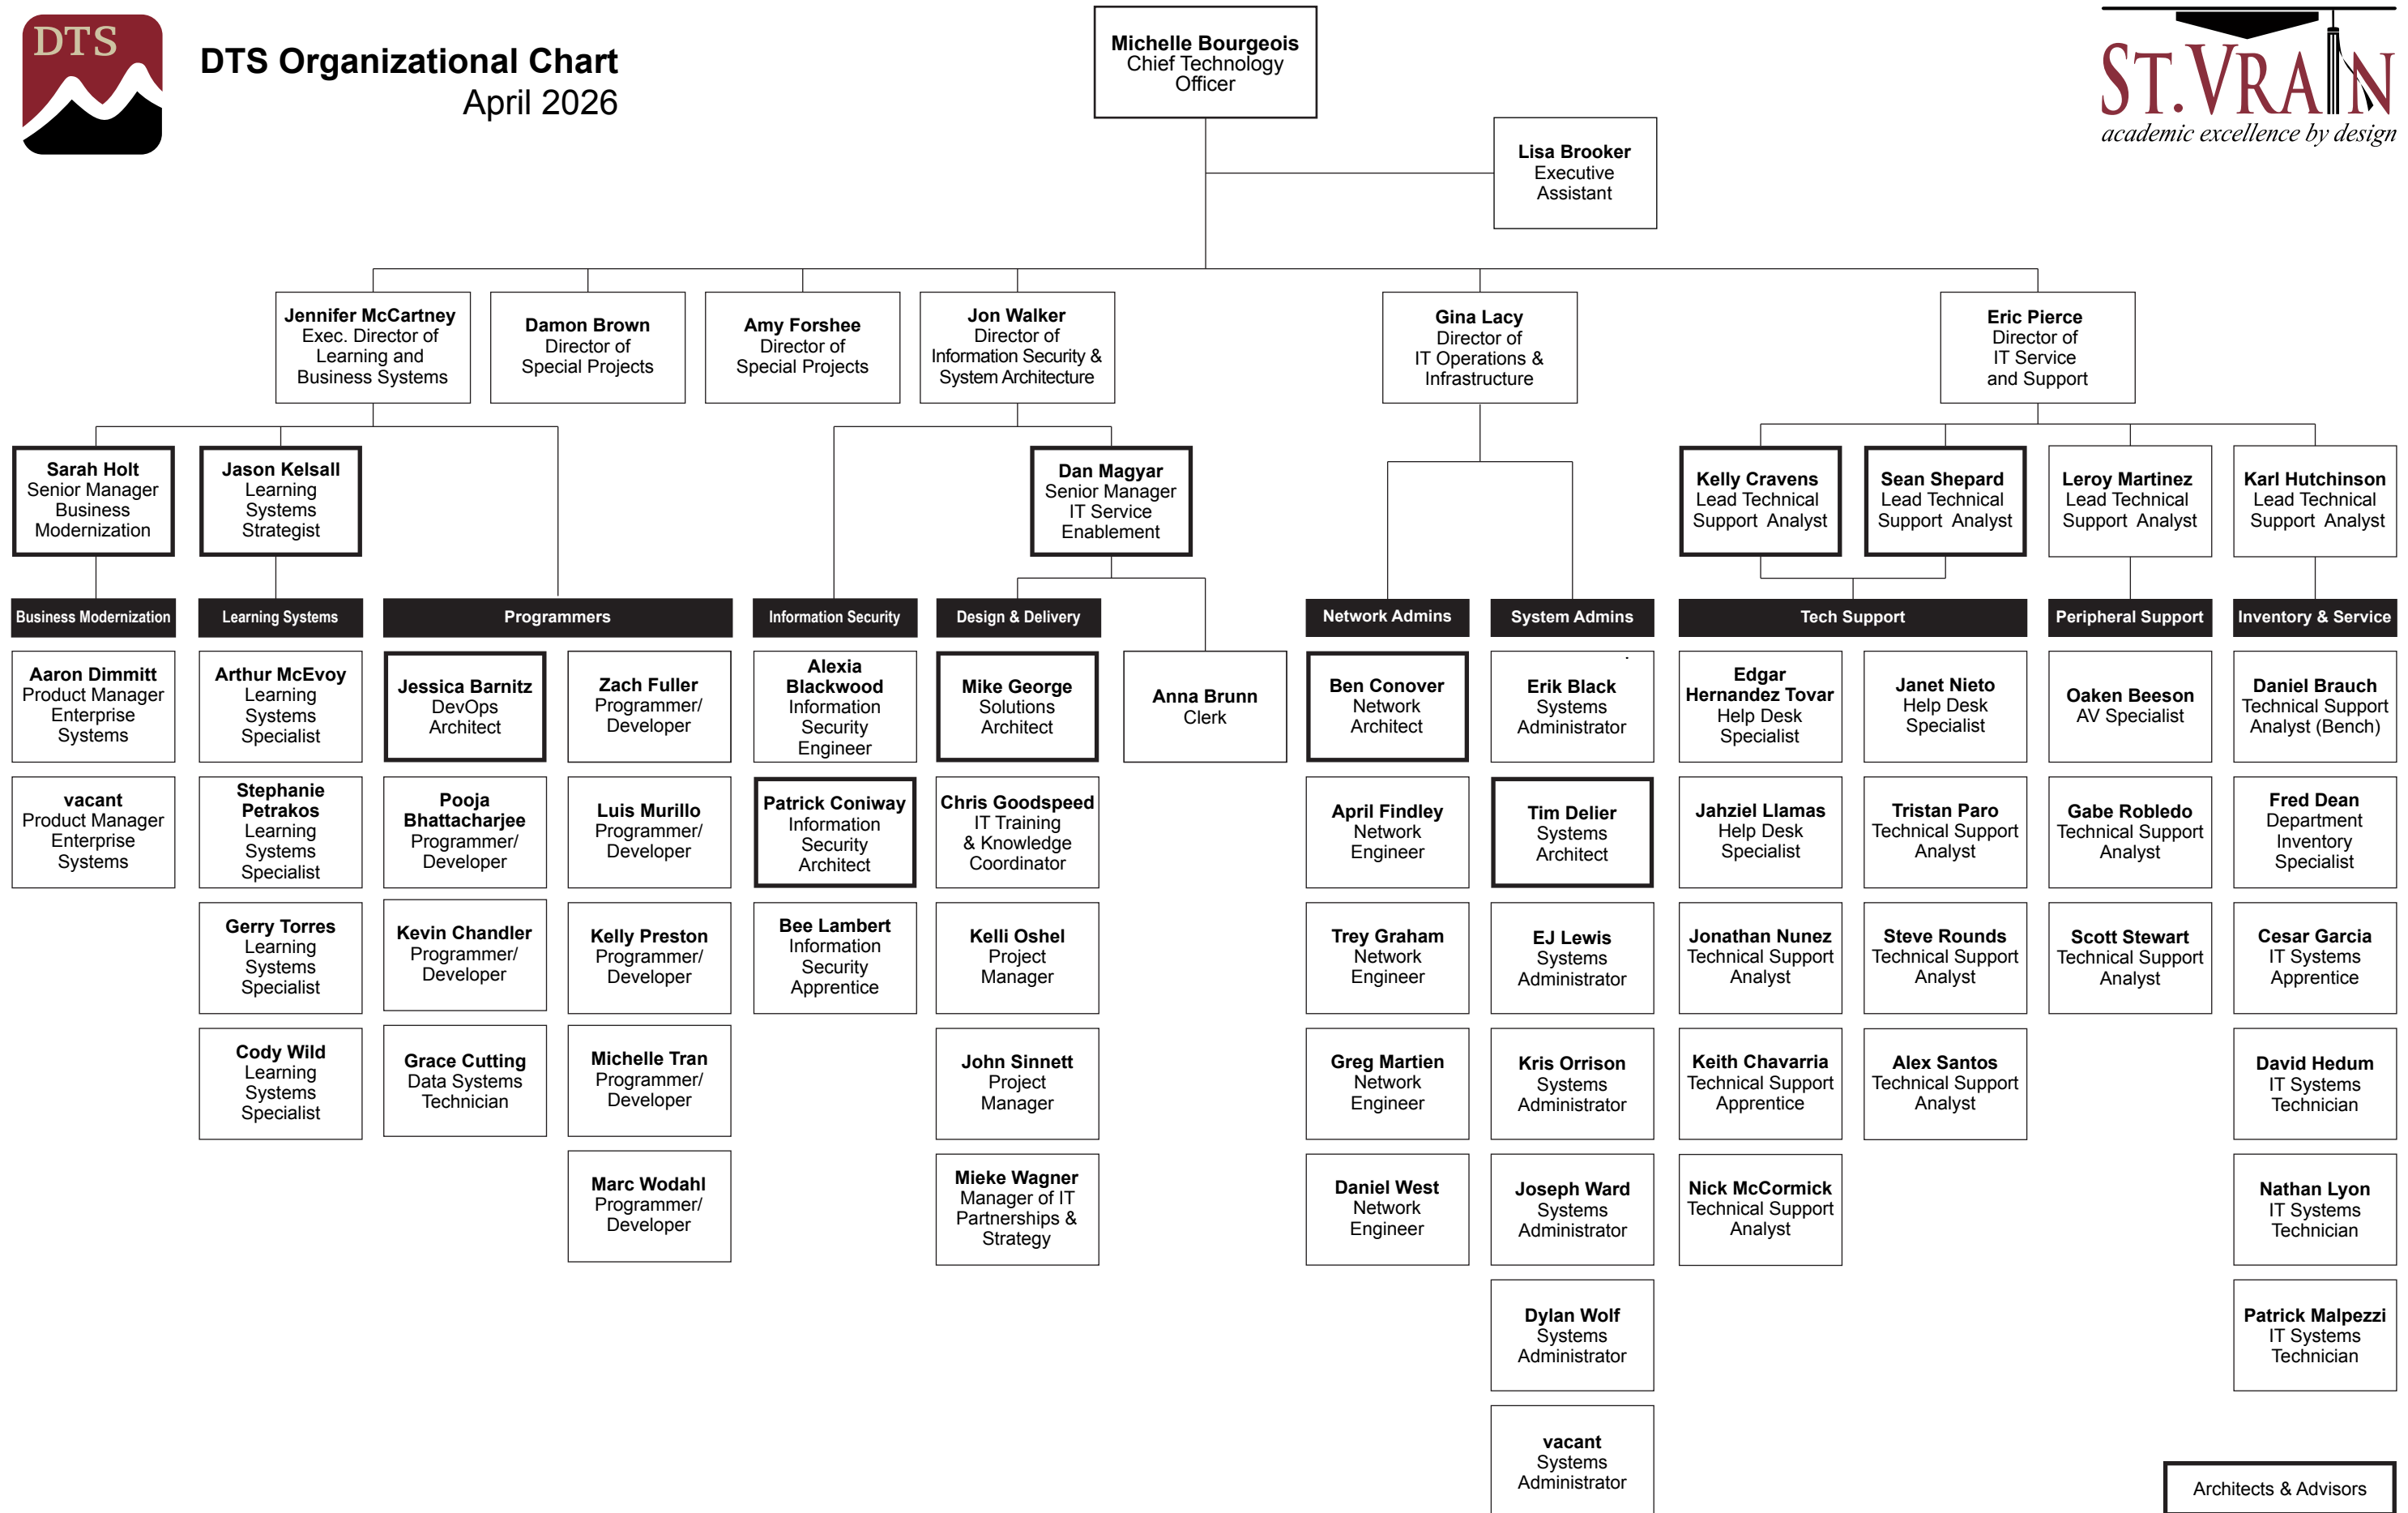 DTS
DTS Organizational Chart
April 2026
Michelle Bourgeois
Chief Technology
Officer
ST. VRAIN
academic excellence by design
Lisa Brooker
Executive
Assistant
Jennifer McCartney
Exec. Director of
Learning and
Business Systems
Damon Brown
Director of
Special Projects
Amy Forshee
Director of
Special Projects
Jon Walker
Director of
Information Security &
System Architecture
Gina Lacy
Director of
IT Operations &
Infrastructure
Eric Pierce
Director of
IT Service
and Support
Sarah Holt
Senior Manager
Business
Modernization
Jason Kelsall
Learning
Systems
Strategist
Dan Magyar
Senior Manager
IT Service
Enablement
Kelly Cravens
Lead Technical
Support Analyst
Sean Shepard
Lead Technical
Support Analyst
Leroy Martinez
Lead Technical
Support Analyst
Karl Hutchinson
Lead Technical
Support Analyst
Business Modernization
Aaron Dimmitt
Product Manager
Enterprise
Systems
vacant
Product Manager
Enterprise
Systems
Learning Systems
Arthur McEvoy
Learning
Systems
Specialist
Stephanie
Petrakos
Learning
Systems
Specialist
Gerry Torres
Learning
Systems
Specialist
Cody Wild
Learning
Systems
Specialist
Programmers
Jessica Barnitz
DevOps
Architect
Pooja
Bhattacharjee
Programmer/
Developer
Kevin Chandler
Programmer/
Developer
Grace Cutting
Data Systems
Technician
Zach Fuller
Programmer/
Developer
Luis Murillo
Programmer/
Developer
Kelly Preston
Programmer/
Developer
Michelle Tran
Programmer/
Developer
Marc Wodahl
Programmer/
Developer
Information Security
Alexia
Blackwood
Information
Security
Engineer
Patrick Coniway
Information
Security
Architect
Bee Lambert
Information
Security
Apprentice
Design & Delivery
Mike George
Solutions
Architect
Chris Goodspeed
IT Training
& Knowledge
Coordinator
Kelli Oshel
Project
Manager
John Sinnett
Project
Manager
Mieke Wagner
Manager of IT
Partnerships &
Strategy
Anna Brunn
Clerk
Network Admins
Ben Conover
Network
Architect
April Findley
Network
Engineer
Trey Graham
Network
Engineer
Greg Martien
Network
Engineer
Daniel West
Network
Engineer
System Admins
Erik Black
Systems
Administrator
Tim Delier
Systems
Architect
EJ Lewis
Systems
Administrator
Kris Orrison
Systems
Administrator
Joseph Ward
Systems
Administrator
Dylan Wolf
Systems
Administrator
vacant
Systems
Administrator
Tech Support
Edgar
Hernandez Tovar
Help Desk
Specialist
Jahziel Llamas
Help Desk
Specialist
Jonathan Nunez
Technical Support
Analyst
Keith Chavarria
Technical Support
Apprentice
Nick McCormick
Technical Support
Analyst
Janet Nieto
Help Desk
Specialist
Tristan Paro
Technical Support
Analyst
Steve Rounds
Technical Support
Analyst
Alex Santos
Technical Support
Analyst
Peripheral Support
Oaken Beeson
AV Specialist
Gabe Robledo
Technical Support
Analyst
Scott Stewart
Technical Support
Analyst
Inventory & Service
Daniel Brauch
Technical Support
Analyst (Bench)
Fred Dean
Department
Inventory
Specialist
Cesar Garcia
IT Systems
Apprentice
David Hedum
IT Systems
Technician
Nathan Lyon
IT Systems
Technician
Patrick Malpezzi
IT Systems
Technician
Architects & Advisors